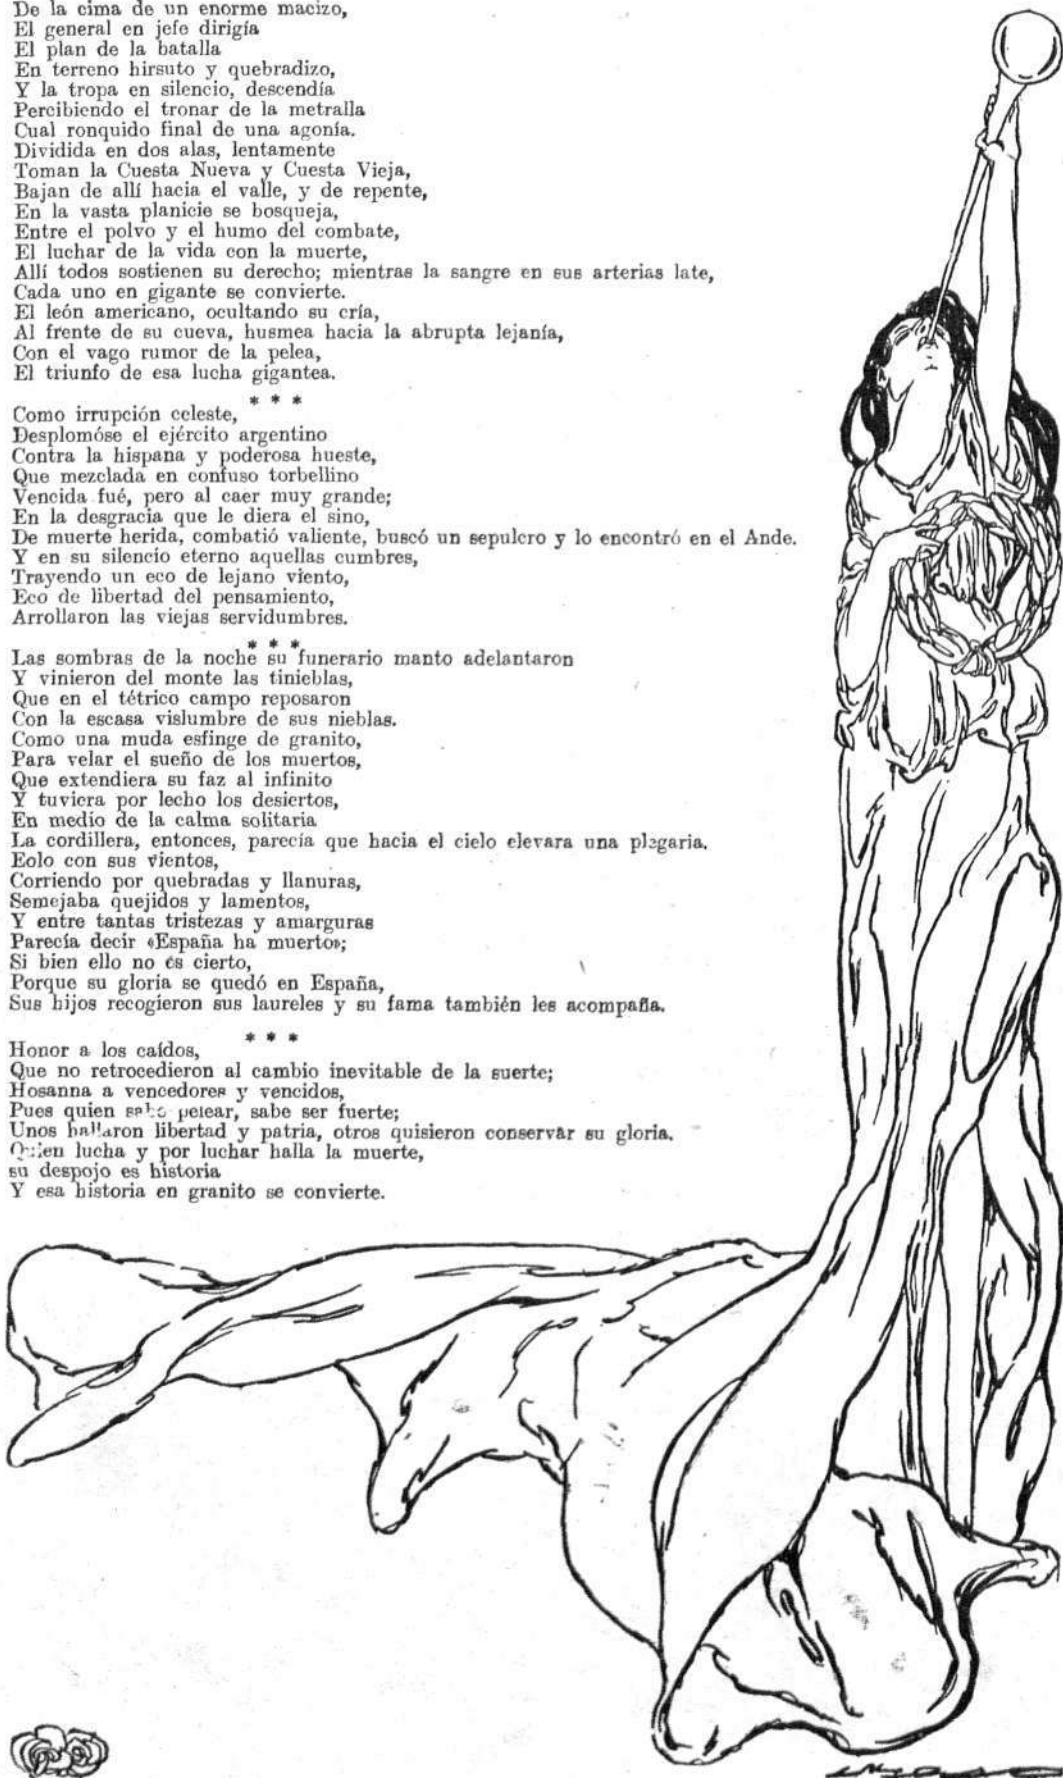 De la cima de un enorme macizo,
El general en jefe dirigía
El plan de la batalla
En terreno hirsuto y quebradizo,
Y la tropa en silencio, descendía
Percibiendo el tronar de la metralla
Cual ronquido final de una agonía.
Dividida en dos alas, lentamente
Toman la Cuesta Nueva y Cuesta Vieja,
Bajan de allí hacia el valle, y de repente,
En la vasta planicie se bosqueja,
Entre el polvo y el humo del combate,
El luchar de la vida con la muerte,
Allí todos sostienen su derecho; mientras la sangre en sus arterias late,
Cada uno en gigante se convierte.
El león americano, ocultando su cría,
Al frente de su cueva, husmea hacia la abrupta lejanía,
Con el vago rumor de la pelea,
El triunfo de esa lucha gigantea.
* * *
Como irrupción celeste,
Desplomóse el ejército argentino
Contra la hispana y poderosa hueste,
Que mezclada en confuso torbellino
Vencida fué, pero al caer muy grande;
En la desgracia que le diera el sino,
De muerte herida, combatió valiente, buscó un sepulcro y lo encontró en el Ande.
Y en su silencio eterno aquellas cumbres,
Trayendo un eco de lejano viento,
Eco de libertad del pensamiento,
Arrollaron las viejas servidumbres.
* * *
Las sombras de la noche su funerario manto adelantaron
Y vinieron del monte las tinieblas,
Que en el tétrico campo reposaron
Con la escasa vislumbre de sus nieblas.
Como una muda esfinge de granito,
Para velar el sueño de los muertos,
Que extendiera su faz al infinito
Y tuviera por lecho los desiertos,
En medio de la calma solitaria
La cordillera, entonces, parecía que hacia el cielo elevara una plegaria.
Eolo con sus vientos,
Corriendo por quebradas y llanuras,
Semejaba quejidos y lamentos,
Y entre tantas tristezas y amarguras
Parecía decir «España ha muerto»;
Si bien ello no es cierto,
Porque su gloria se quedó en España,
Sus hijos recogieron sus laureles y su fama también les acompaña.
* * *
Honor a los caídos,
Que no retrocedieron al cambio inevitable de la suerte;
Hosanna a vencedores y vencidos,
Pues quien sabe pelear, sabe ser fuerte;
Unos hallaron libertad y patria, otros quisieron conservar su gloria.
Quien lucha y por luchar halla la muerte,
su despojo es historia
Y esa historia en granito se convierte.